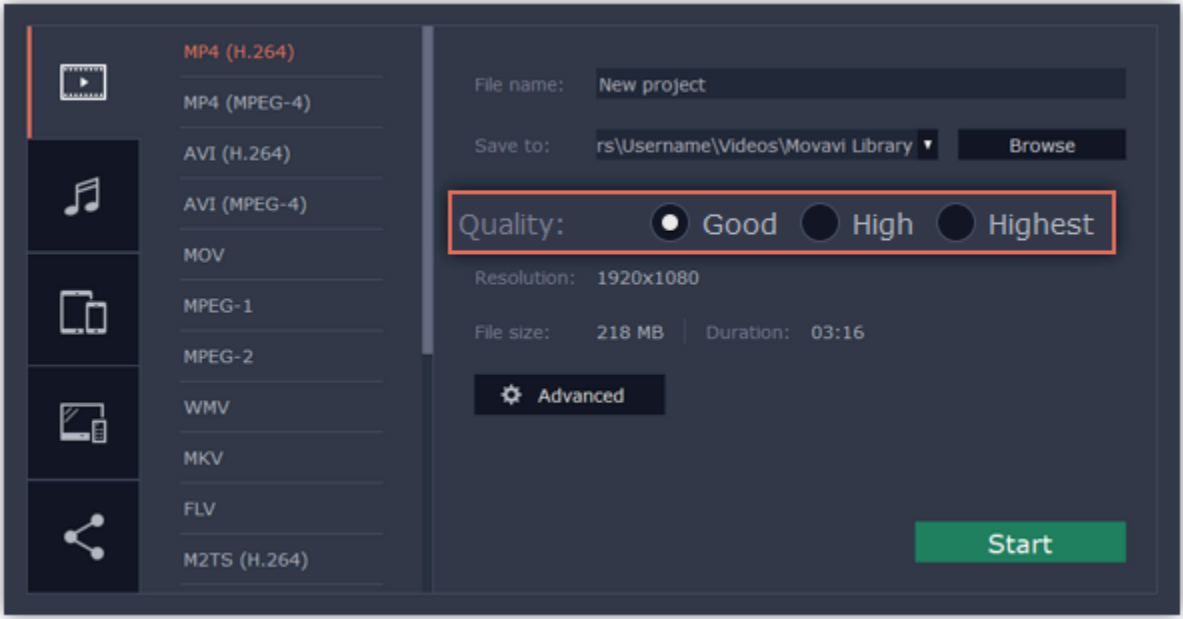 MP4 (H.264)
MP4 (MPEG-4)
AVI (H.264)
AVI (MPEG-4)
MOV
MPEG-1
MPEG-2
WMV
MKV
FLV
M2TS (H.264)
File name: New project
Save to: rs\Username\Videos\Movavi Library Browse
Quality: Good High Highest
Resolution: 1920x1080
File size: 218 MB Duration: 03:16
Advanced
Start